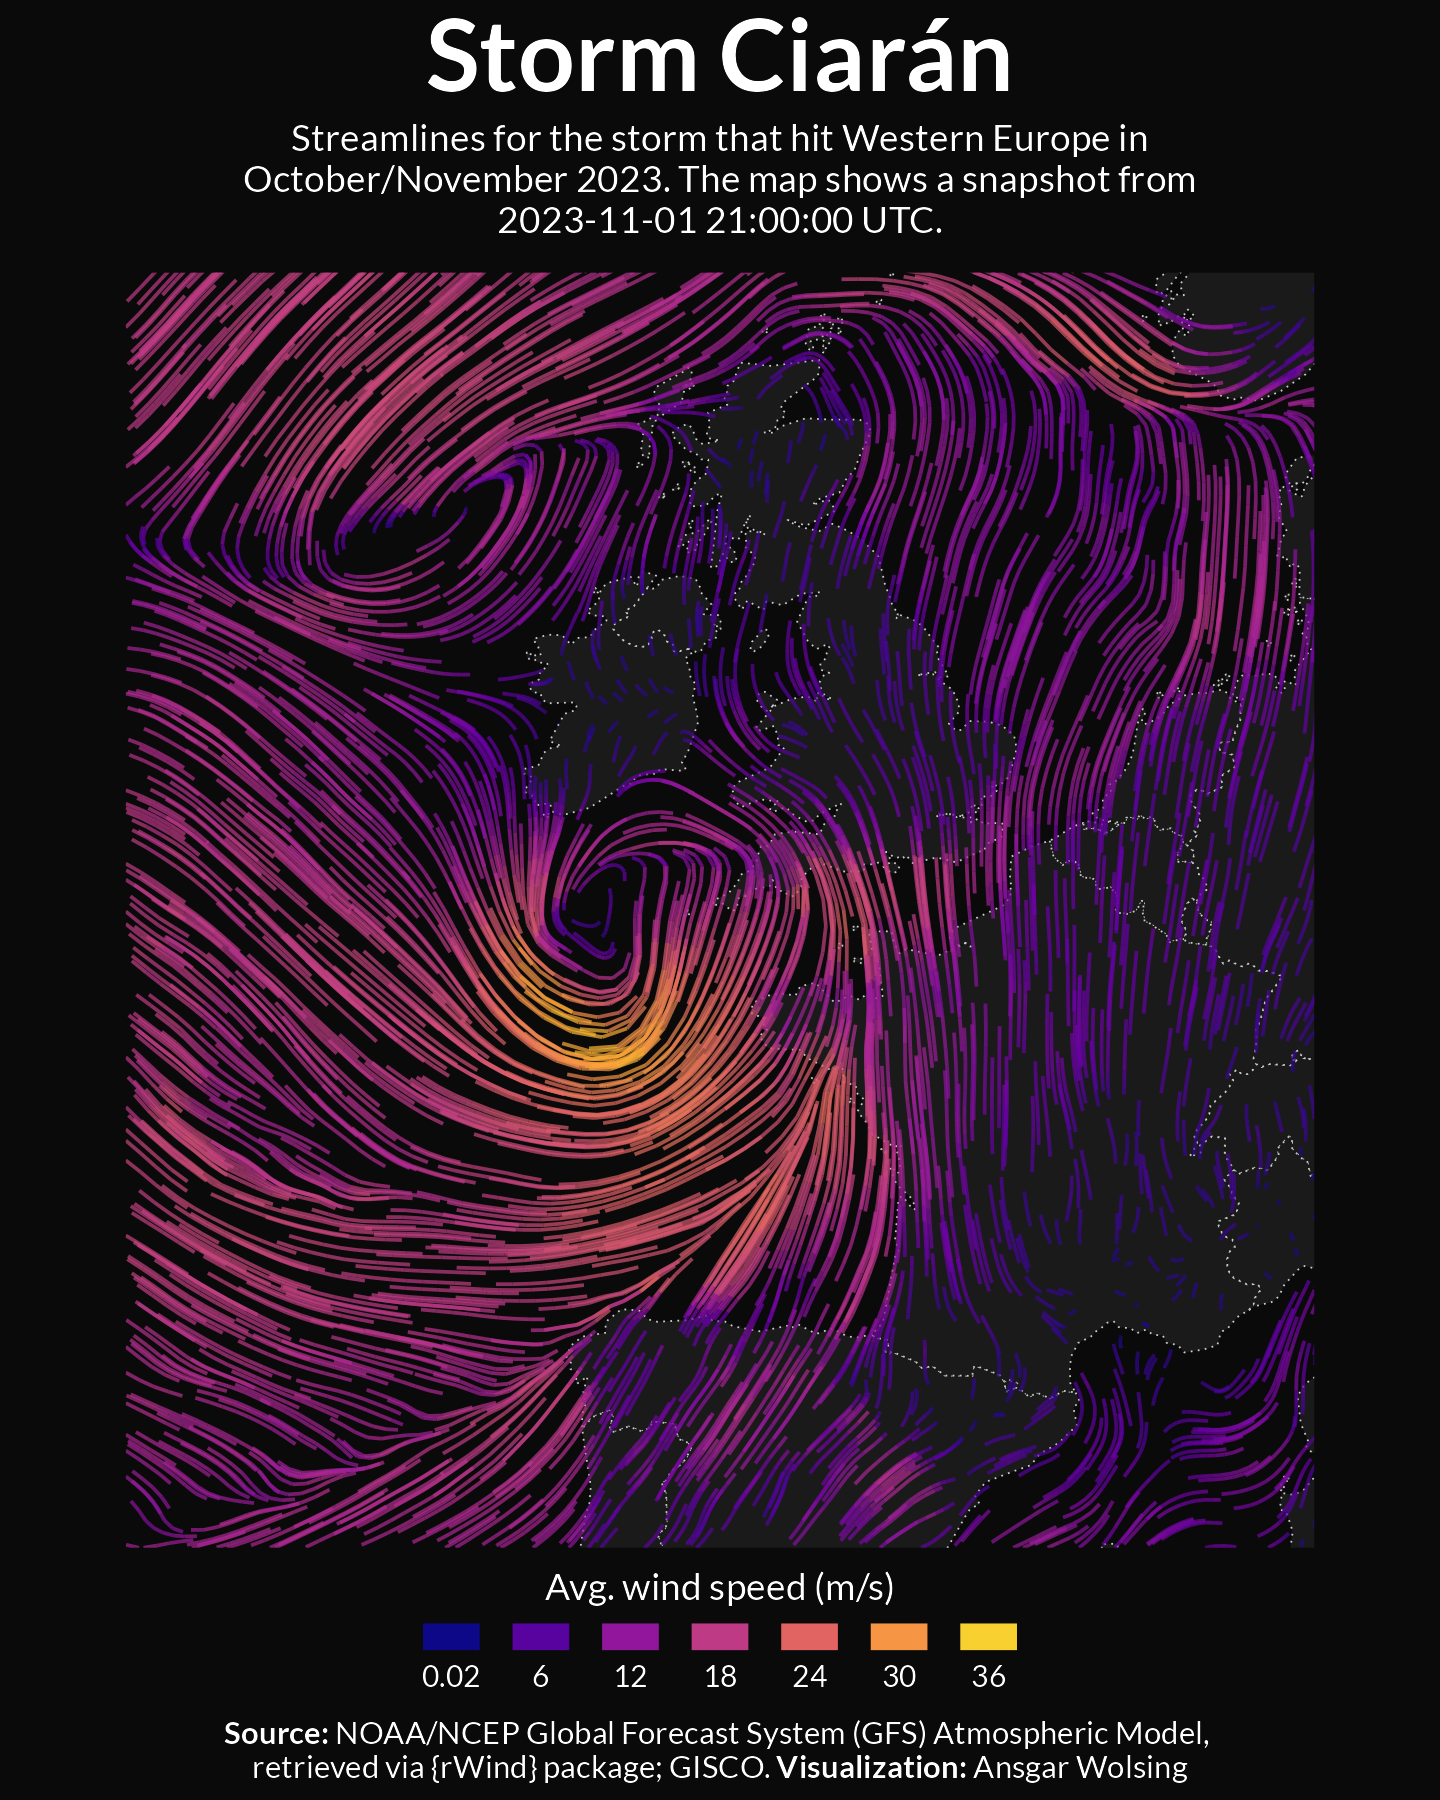 Storm Ciarán
Streamlines for the storm that hit Western Europe in
October/November 2023. The map shows a snapshot from
2023-11-01 21:00:00 UTC.
Avg. wind speed (m/s)
0.02 6 12 18 24 30 36
Source: NOAA/NCEP Global Forecast System (GFS) Atmospheric Model,
retrieved via {rWind} package; GISCO. Visualization: Ansgar Wolsing